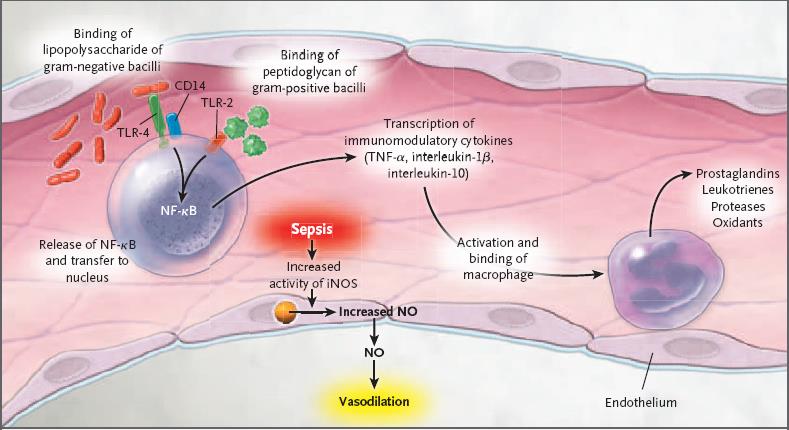 Binding of
lipopolysaccharide of
gram-negative bacilli
CD14
TLR-2
TLR-4
Binding of
peptidoglycan of
gram-positive bacilli
NF-κB
Release of NF-κB
and transfer to
nucleus
Transcription of
immunomodulatory cytokines
(TNF-α, interleukin-1β,
interleukin-10)
Activation and
binding of
macrophage
Prostaglandins
Leukotrienes
Proteases
Oxidants
Sepsis
Increased
activity of iNOS
Increased NO
NO
Vasodilation
Endothelium